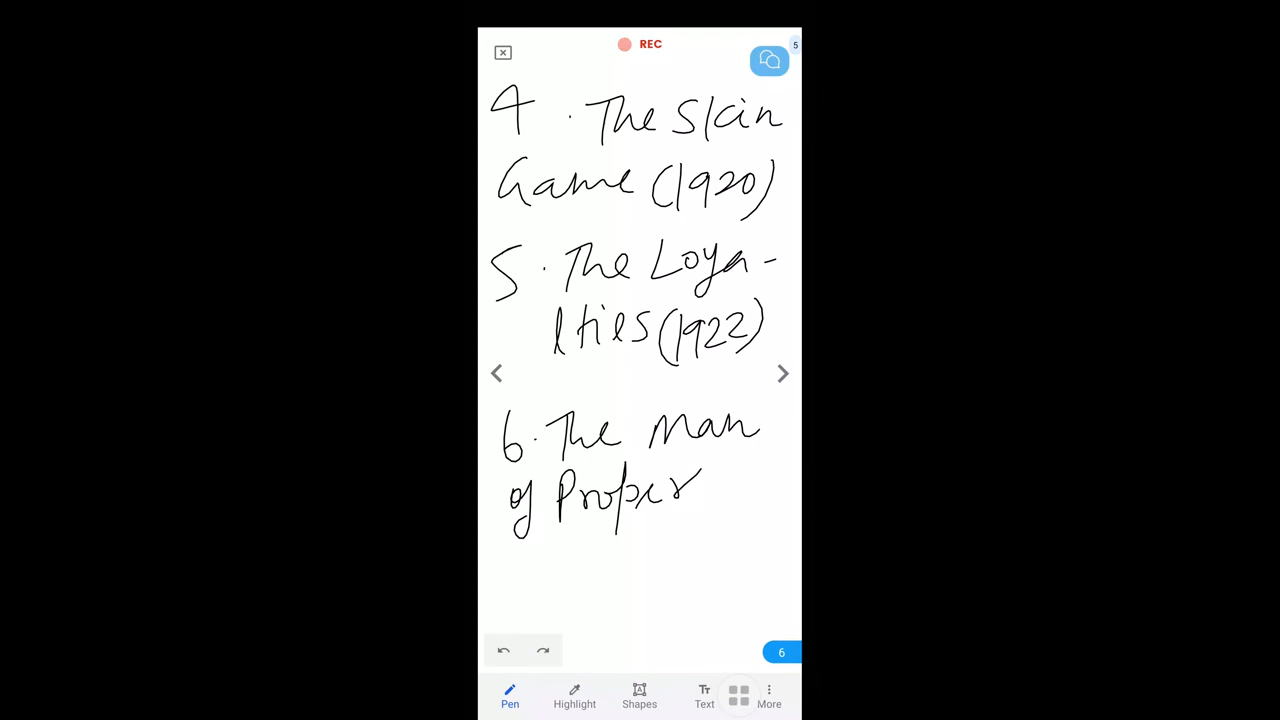 REC
5
4 . The Skin
Game (1920)
5 . The Loya -
lties (1922)
6 . The Man
of Proper
6
Pen Highlight Shapes Text More